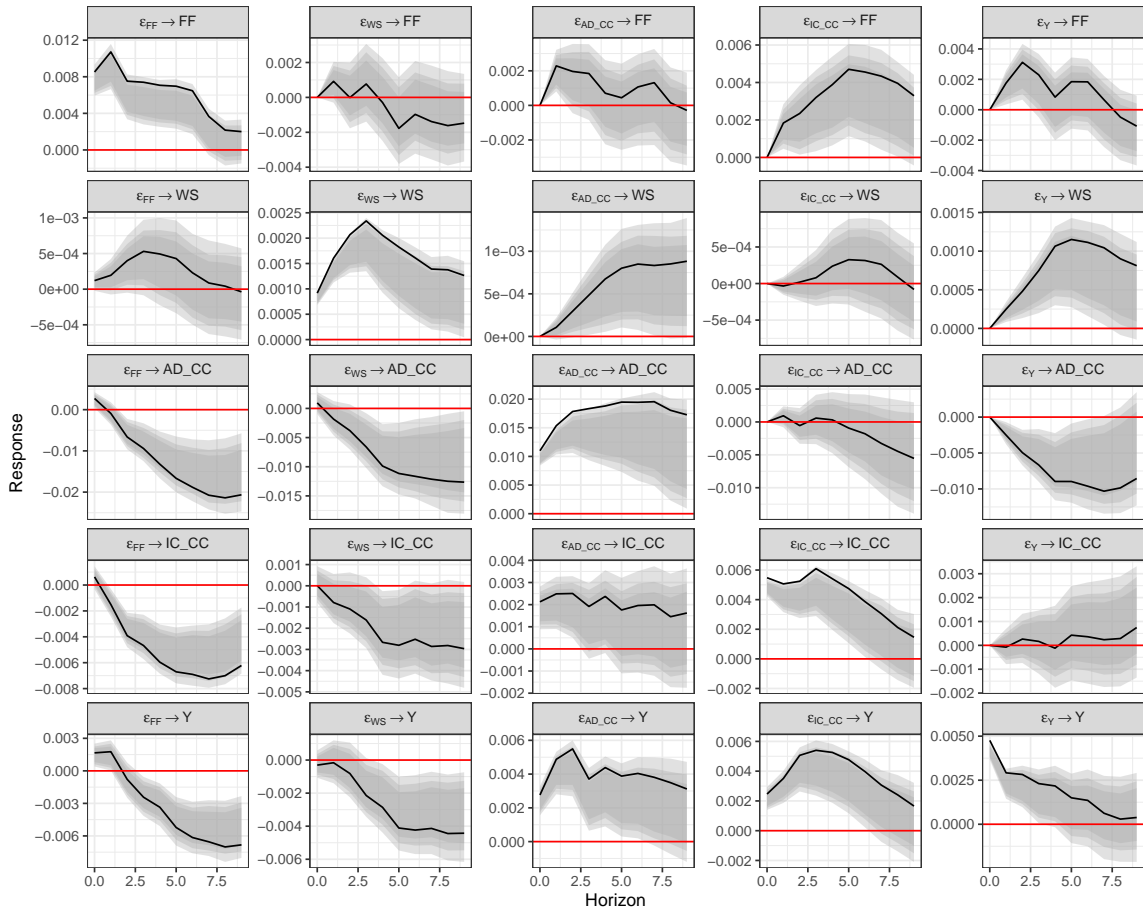 ε_FF → FF
ε_WS → FF
ε_AD_CC → FF
ε_IC_CC → FF
ε_Y → FF
0.012
0.008
0.004
0.000
0.002
0.000
−0.002
−0.004
0.002
0.000
−0.002
0.006
0.004
0.002
0.000
0.004
0.002
0.000
−0.002
−0.004
ε_FF → WS
ε_WS → WS
ε_AD_CC → WS
ε_IC_CC → WS
ε_Y → WS
1e−03
5e−04
0e+00
−5e−04
0.0025
0.0020
0.0015
0.0010
0.0005
0.0000
1e−03
5e−04
0e+00
5e−04
0e+00
−5e−04
0.0015
0.0010
0.0005
0.0000
ε_FF → AD_CC
ε_WS → AD_CC
ε_AD_CC → AD_CC
ε_IC_CC → AD_CC
ε_Y → AD_CC
0.00
−0.01
−0.02
0.000
−0.005
−0.010
−0.015
0.020
0.015
0.010
0.005
0.000
0.005
0.000
−0.005
−0.010
0.000
−0.005
−0.010
Response
ε_FF → IC_CC
ε_WS → IC_CC
ε_AD_CC → IC_CC
ε_IC_CC → IC_CC
ε_Y → IC_CC
0.000
−0.002
−0.004
−0.006
−0.008
0.001
0.000
−0.001
−0.002
−0.003
−0.004
−0.005
0.004
0.003
0.002
0.001
0.000
−0.001
−0.002
0.006
0.004
0.002
0.000
−0.002
0.003
0.002
0.001
0.000
−0.001
−0.002
ε_FF → Y
ε_WS → Y
ε_AD_CC → Y
ε_IC_CC → Y
ε_Y → Y
0.003
0.000
−0.003
−0.006
0.000
−0.002
−0.004
−0.006
0.006
0.004
0.002
0.000
0.006
0.004
0.002
0.000
−0.002
0.0050
0.0025
0.0000
0.0 2.5 5.0 7.5
0.0 2.5 5.0 7.5
0.0 2.5 5.0 7.5
0.0 2.5 5.0 7.5
0.0 2.5 5.0 7.5
Horizon